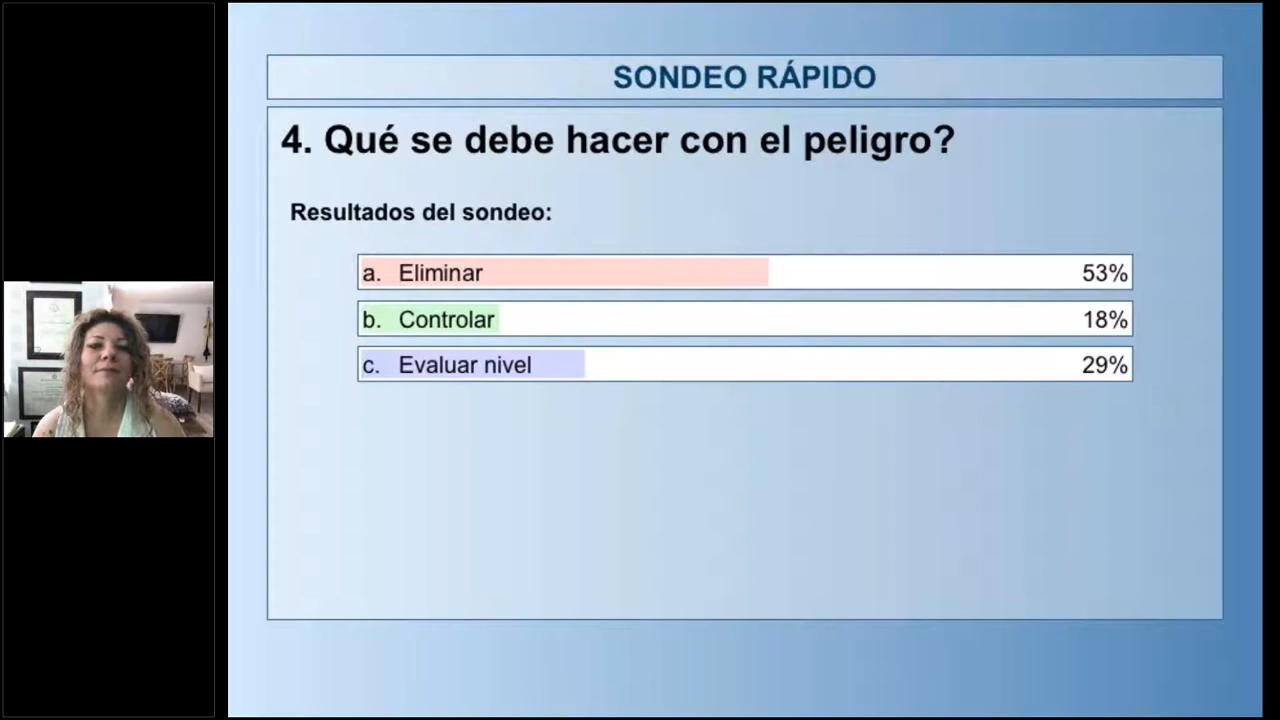 SONDEO RÁPIDO
4. Qué se debe hacer con el peligro?
Resultados del sondeo:
a. Eliminar 53%
b. Controlar 18%
c. Evaluar nivel 29%